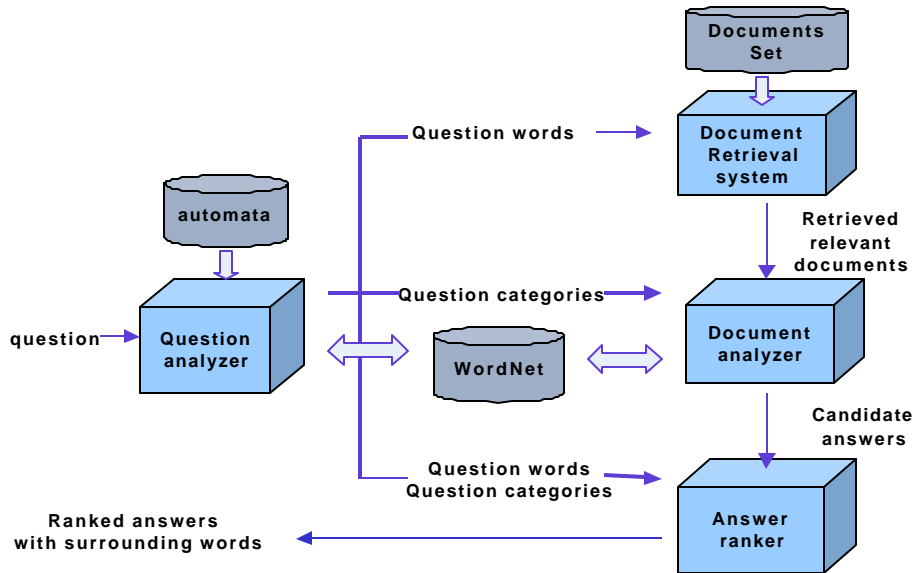 Documents
Set
Question words
Document
Retrieval
system
automata
Retrieved
relevant
documents
Question categories
question
Question
analyzer
WordNet
Document
analyzer
Candidate
answers
Question words
Question categories
Ranked answers
with surrounding words
Answer
ranker